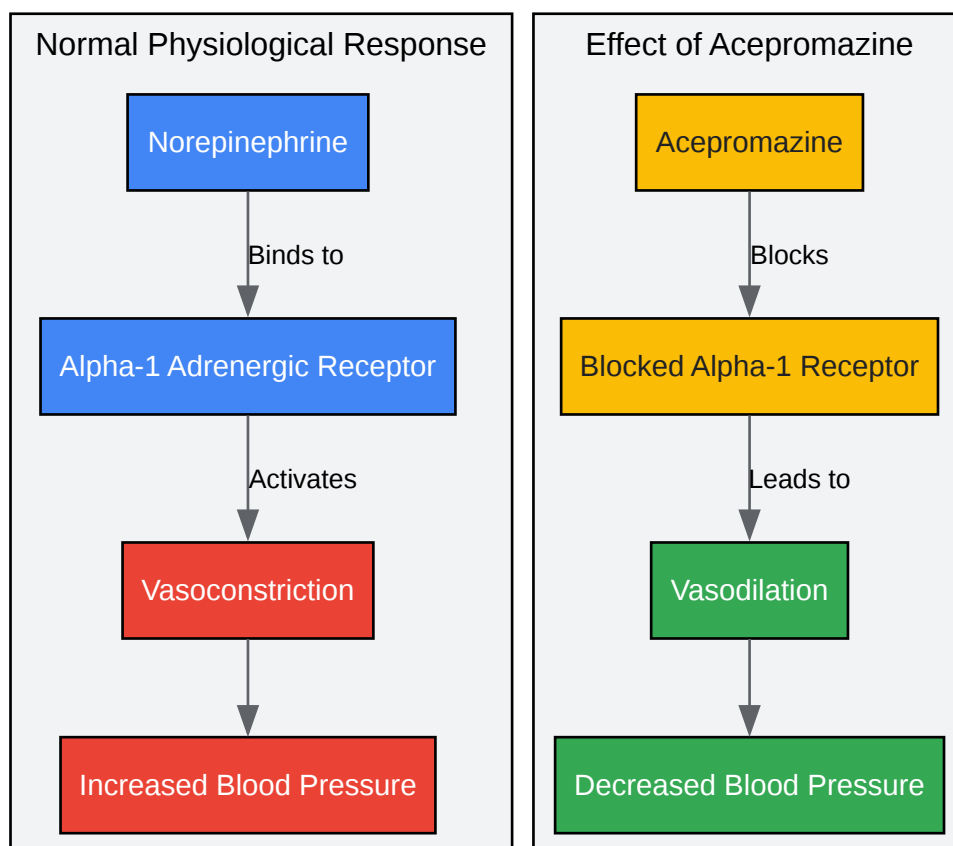 Normal Physiological Response
Norepinephrine
Binds to
Alpha-1 Adrenergic Receptor
Activates
Vasoconstriction
Increased Blood Pressure
Effect of Acepromazine
Acepromazine
Blocks
Blocked Alpha-1 Receptor
Leads to
Vasodilation
Decreased Blood Pressure